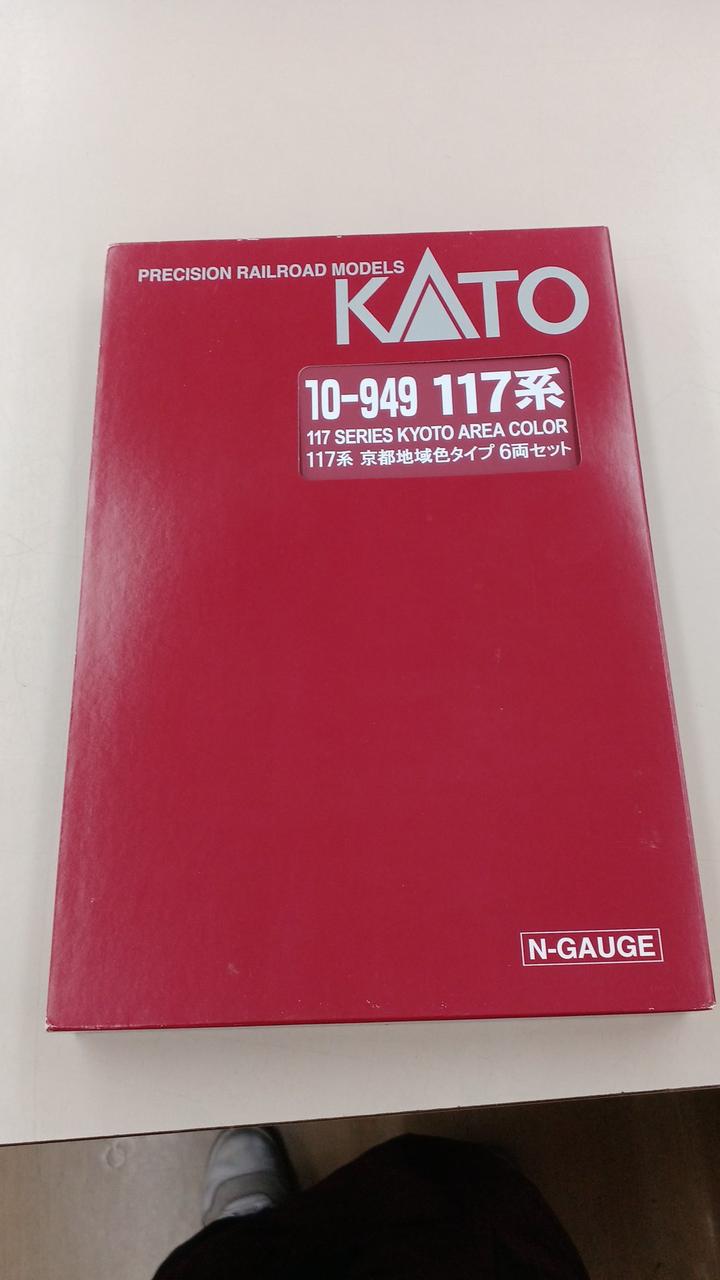 PRECISION RAILROAD MODELS
KATO
10-949 117系
117 SERIES KYOTO AREA COLOR
117系 京都地域色タイプ 6両セット
N-GAUGE